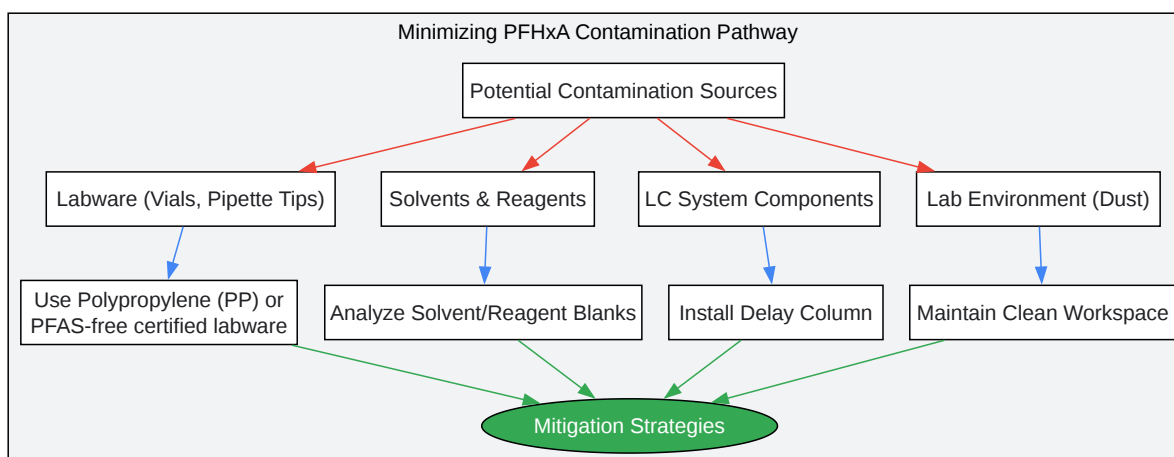 Minimizing PFHxA Contamination Pathway
Potential Contamination Sources
Labware (Vials, Pipette Tips)
Solvents & Reagents
LC System Components
Lab Environment (Dust)
Use Polypropylene (PP) or
PFAS-free certified labware
Analyze Solvent/Reagent Blanks
Install Delay Column
Maintain Clean Workspace
Mitigation Strategies